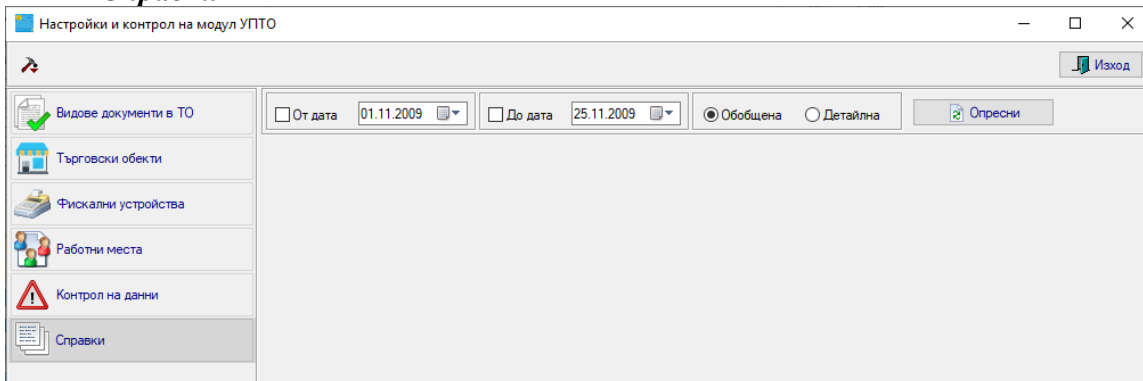 Настройки и контрол на модул УПТО
Изход
Видове документи в ТО
От дата 01.11.2009 До дата 25.11.2009 Обобщена Детайлна Опресни
Търговски обекти
Фискални устройства
Работни места
Контрол на данни
Справки